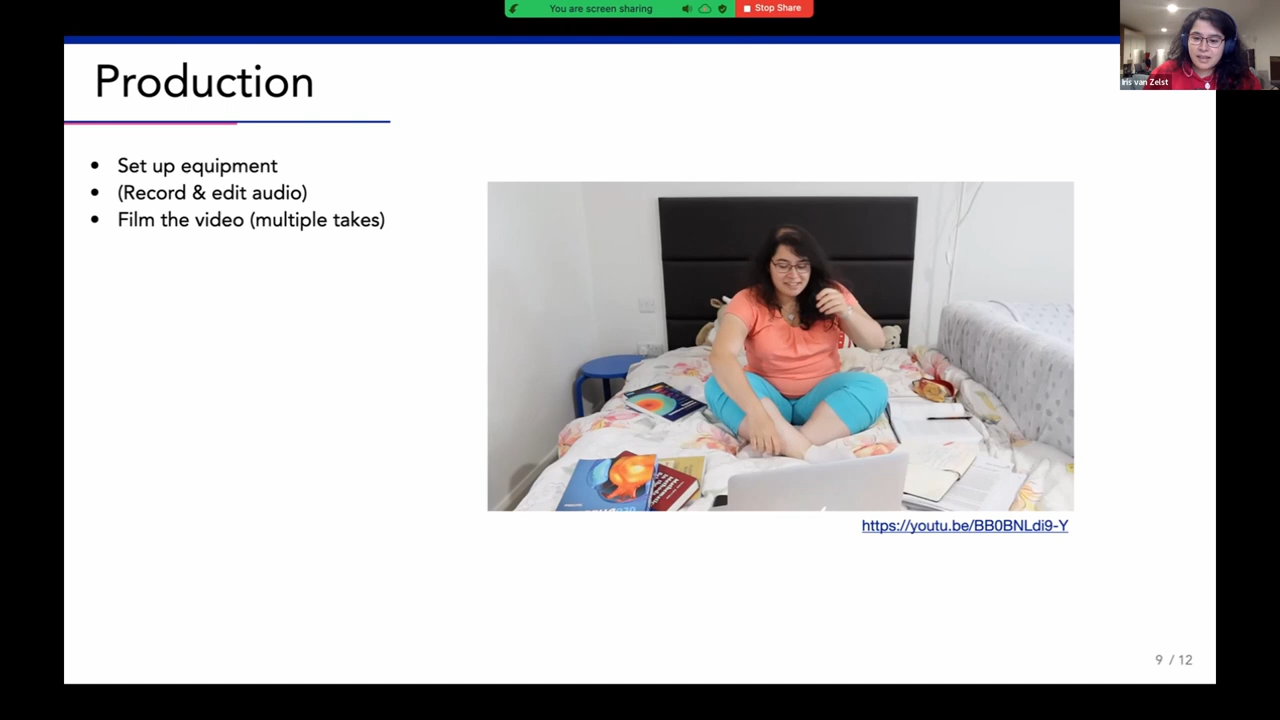 You are screen sharing
Stop Share
Iris van Zelst
Production
• Set up equipment
• (Record & edit audio)
• Film the video (multiple takes)
https://youtu.be/BB0BNLdi9-Y
9 / 12